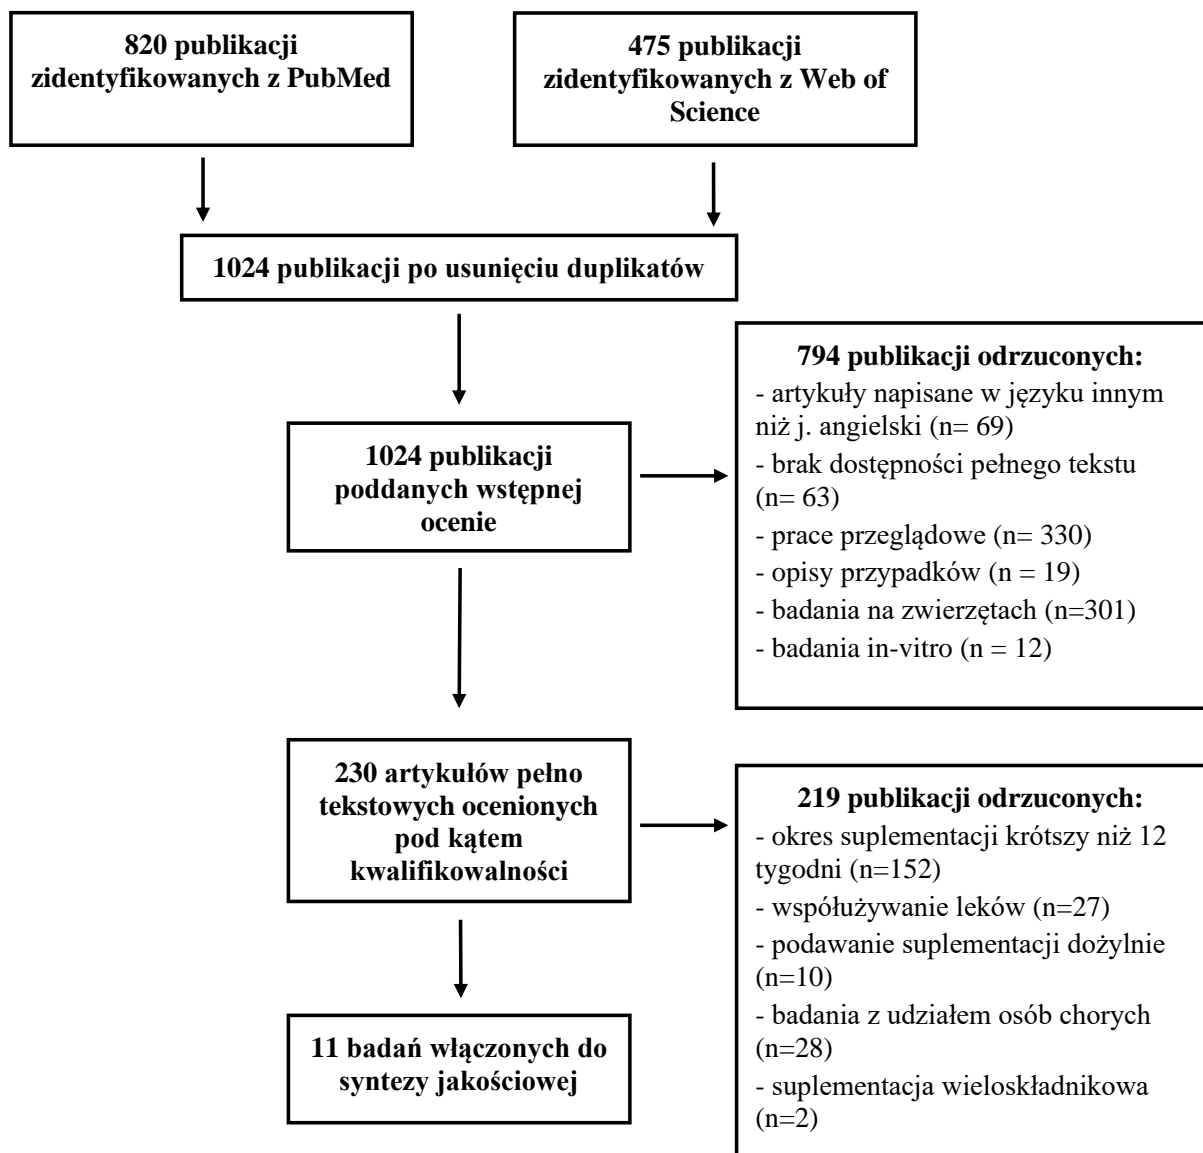 820 publikacji
zidentyfikowanych z PubMed
475 publikacji
zidentyfikowanych z Web of
Science
1024 publikacji po usunięciu duplikatów
1024 publikacji
poddanych wstępnej
ocenie
794 publikacji odrzuconych:
- artykuły napisane w języku innym
niż j. angielski (n= 69)
- brak dostępności pełnego tekstu
(n= 63)
- prace przeglądowe (n= 330)
- opisy przypadków (n = 19)
- badania na zwierzętach (n=301)
- badania in-vitro (n = 12)
230 artykułów pełno
tekstowych ocenionych
pod kątem
kwalifikowalności
219 publikacji odrzuconych:
- okres suplementacji krótszy niż 12
tygodni (n=152)
- współużywanie leków (n=27)
- podawanie suplementacji dożylnie
(n=10)
- badania z udziałem osób chorych
(n=28)
- suplementacja wieloskładnikowa
(n=2)
11 badań włączonych do
syntezy jakościowej